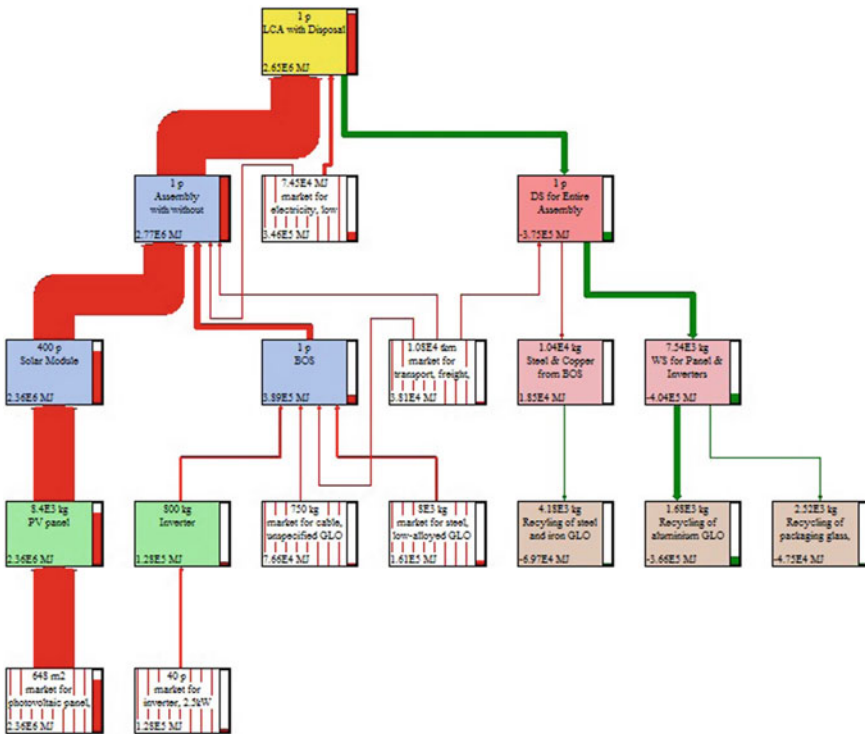 1 p
LCA with Disposal
2.65E6 MJ
1 p
Assembly
with without
2.77E6 MJ
7.45E4 MJ
market for
electricity, low
3.46E5 MJ
1 p
DS for Entire
Assembly
-3.75E5 MJ
400 p
Solar Module
2.36E6 MJ
1 p
BOS
3.89E5 MJ
1.08E4 tkm
market for
transport, freight,
3.81E4 MJ
1.04E4 kg
Steel & Copper
from BOS
1.85E4 MJ
7.54E3 kg
WS for Panel &
Inverters
-4.04E5 MJ
8.4E3 kg
PV panel
2.36E6 MJ
800 kg
Inverter
1.28E5 MJ
750 kg
market for cable,
unspecified GLO
7.66E4 MJ
8E3 kg
market for steel,
low-alloyed GLO
1.61E5 MJ
4.18E3 kg
Recyling of steel
and iron GLO
-6.97E4 MJ
1.68E3 kg
Recycling of
aluminium GLO
-3.66E5 MJ
2.52E3 kg
Recycling of
packaging glass,
-4.75E4 MJ
648 m2
market for
photovoltaic panel,
2.36E6 MJ
40 p
market for
inverter, 2.5kW
1.28E5 MJ